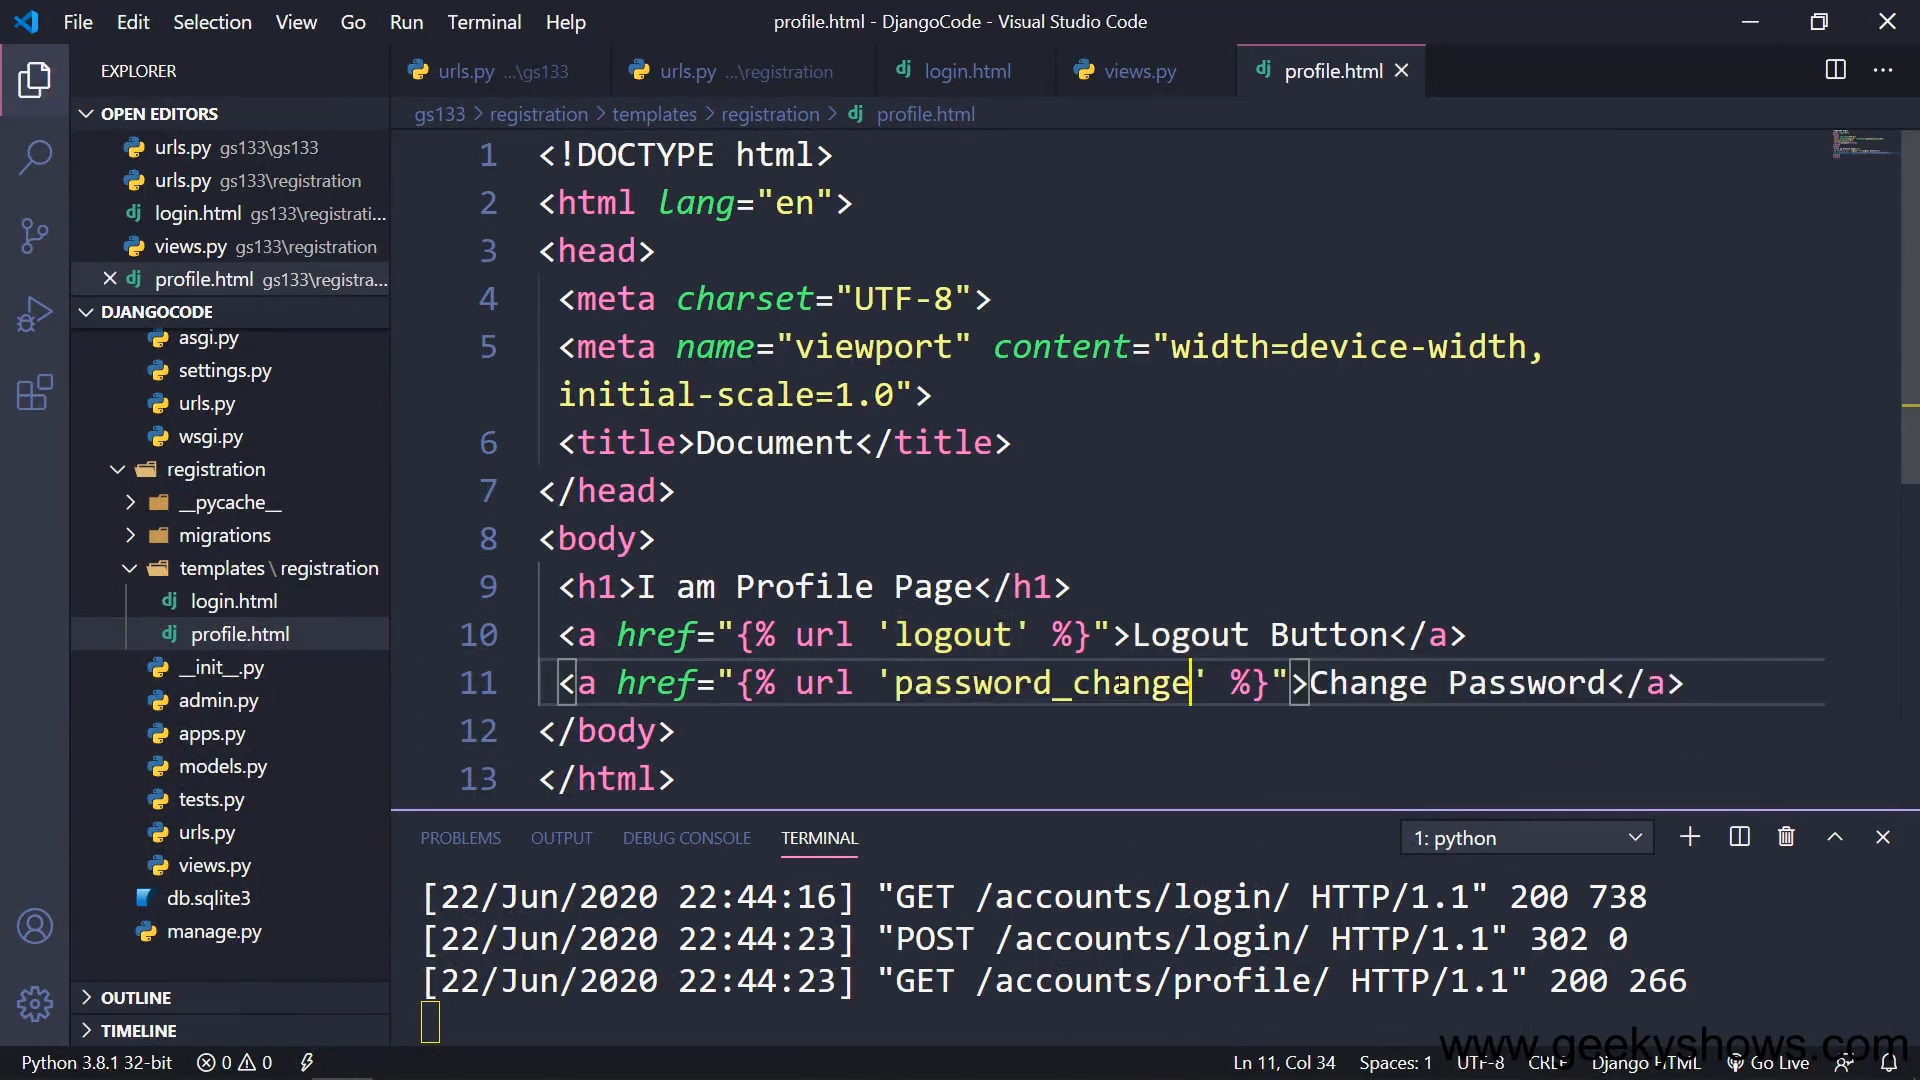 File Edit Selection View Go Run Terminal Help
profile.html - DjangoCode - Visual Studio Code
EXPLORER
urls.py ...\gs133
urls.py ...\registration
login.html
views.py
profile.html
OPEN EDITORS
urls.py gs133\gs133
urls.py gs133\registration
login.html gs133\registrati...
views.py gs133\registration
profile.html gs133\registra...
DJANGOCODE
asgi.py
settings.py
urls.py
wsgi.py
registration
__pycache__
migrations
templates \ registration
login.html
profile.html
__init__.py
admin.py
apps.py
models.py
tests.py
urls.py
views.py
db.sqlite3
manage.py
OUTLINE
TIMELINE
gs133 > registration > templates > registration > profile.html
1 <!DOCTYPE html>
2 <html lang="en">
3 <head>
4 <meta charset="UTF-8">
5 <meta name="viewport" content="width=device-width,
initial-scale=1.0">
6 <title>Document</title>
7 </head>
8 <body>
9 <h1>I am Profile Page</h1>
10 <a href="{% url 'logout' %}">Logout Button</a>
11 <a href="{% url 'password_change' %}">Change Password</a>
12 </body>
13 </html>
PROBLEMS OUTPUT DEBUG CONSOLE TERMINAL
1: python
[22/Jun/2020 22:44:16] "GET /accounts/login/ HTTP/1.1" 200 738
[22/Jun/2020 22:44:23] "POST /accounts/login/ HTTP/1.1" 302 0
[22/Jun/2020 22:44:23] "GET /accounts/profile/ HTTP/1.1" 200 266
www.geekyshows.com
Python 3.8.1 32-bit 0 0 Ln 11, Col 34 Spaces: 1 UTF-8 CRLF Django HTML Go Live